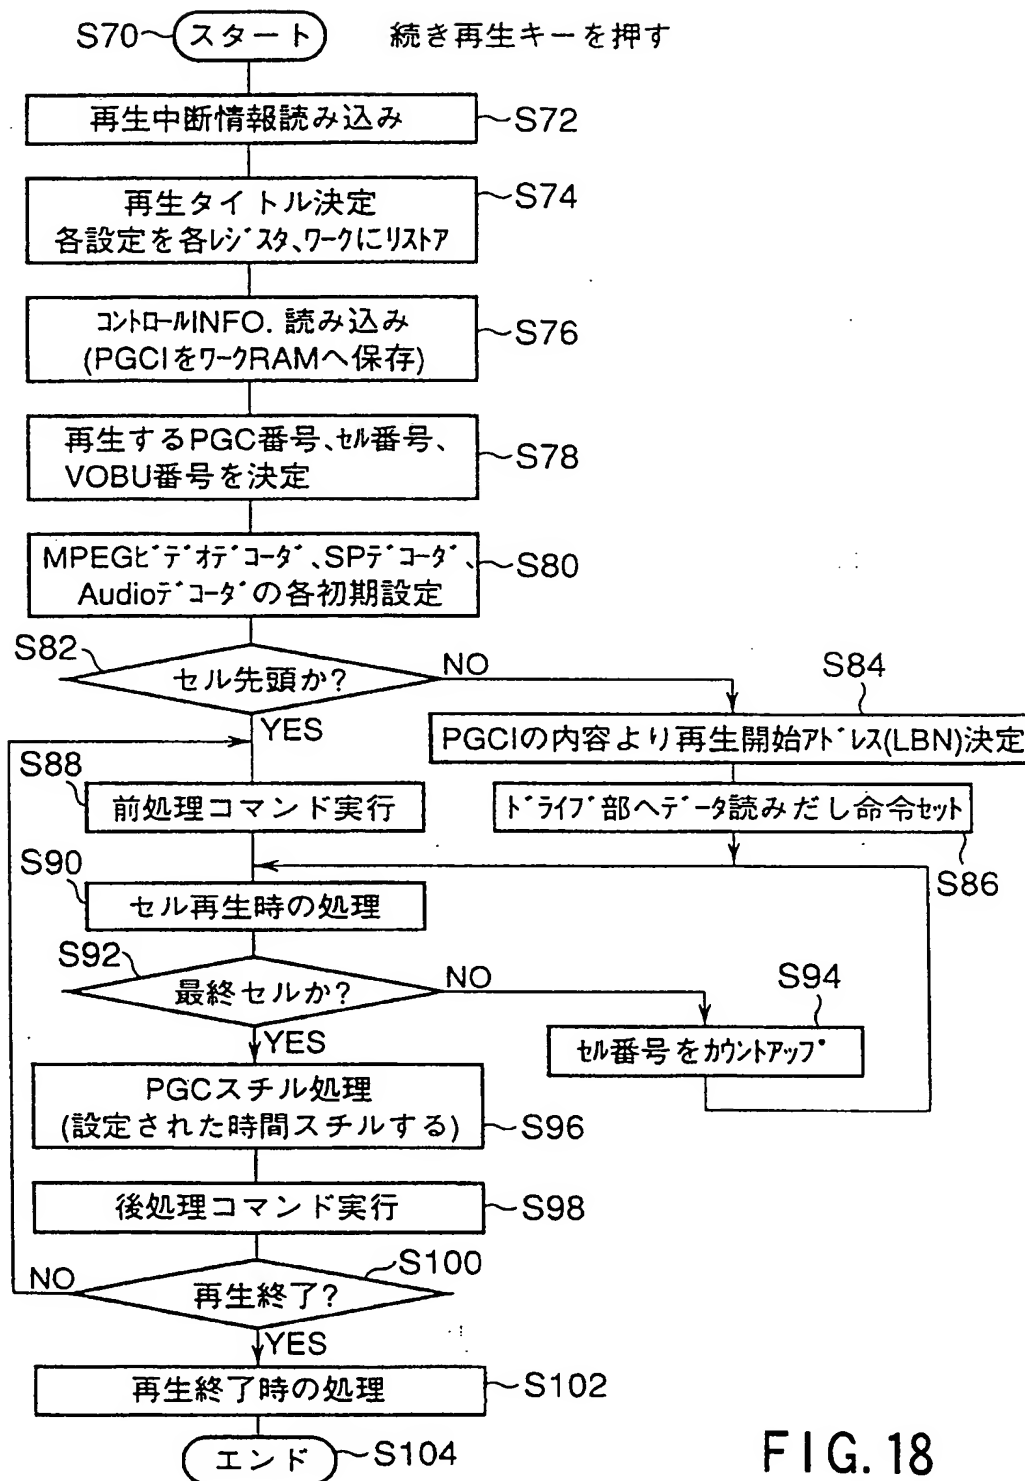 S70 スタート 続き再生キーを押す
再生中断情報読み込み S72
再生タイトル決定
各設定を各レジスタ、ワークにリストア S74
コントロールINFO. 読み込み
(PGCIをワークRAMへ保存) S76
再生するPGC番号、セル番号、
VOBU番号を決定 S78
MPEGビデオデコーダ、SPデコーダ、
Audioデコーダの各初期設定 S80
S82 セル先頭か? NO
YES
S84
PGCIの内容より再生開始アドレス(LBN)決定
ドライブ部へデータ読みだし命令セット
S86
S88
前処理コマンド実行
S90
セル再生時の処理
S92 最終セルか? NO
YES
S94
セル番号をカウントアップ
PGCスチル処理
(設定された時間スチルする) S96
後処理コマンド実行 S98
S100
再生終了? NO
YES
再生終了時の処理 S102
エンド S104
FIG. 18